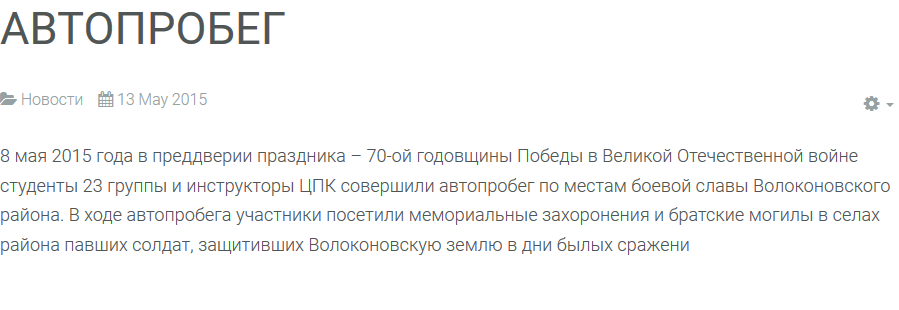 АВТОПРОБЕГ
Новости 13 May 2015
8 мая 2015 года в преддверии праздника – 70-ой годовщины Победы в Великой Отечественной войне
студенты 23 группы и инструкторы ЦПК совершили автопробег по местам боевой славы Волоконовского
района. В ходе автопробега участники посетили мемориальные захоронения и братские могилы в селах
района павших солдат, защитивших Волоконовскую землю в дни былых сражени